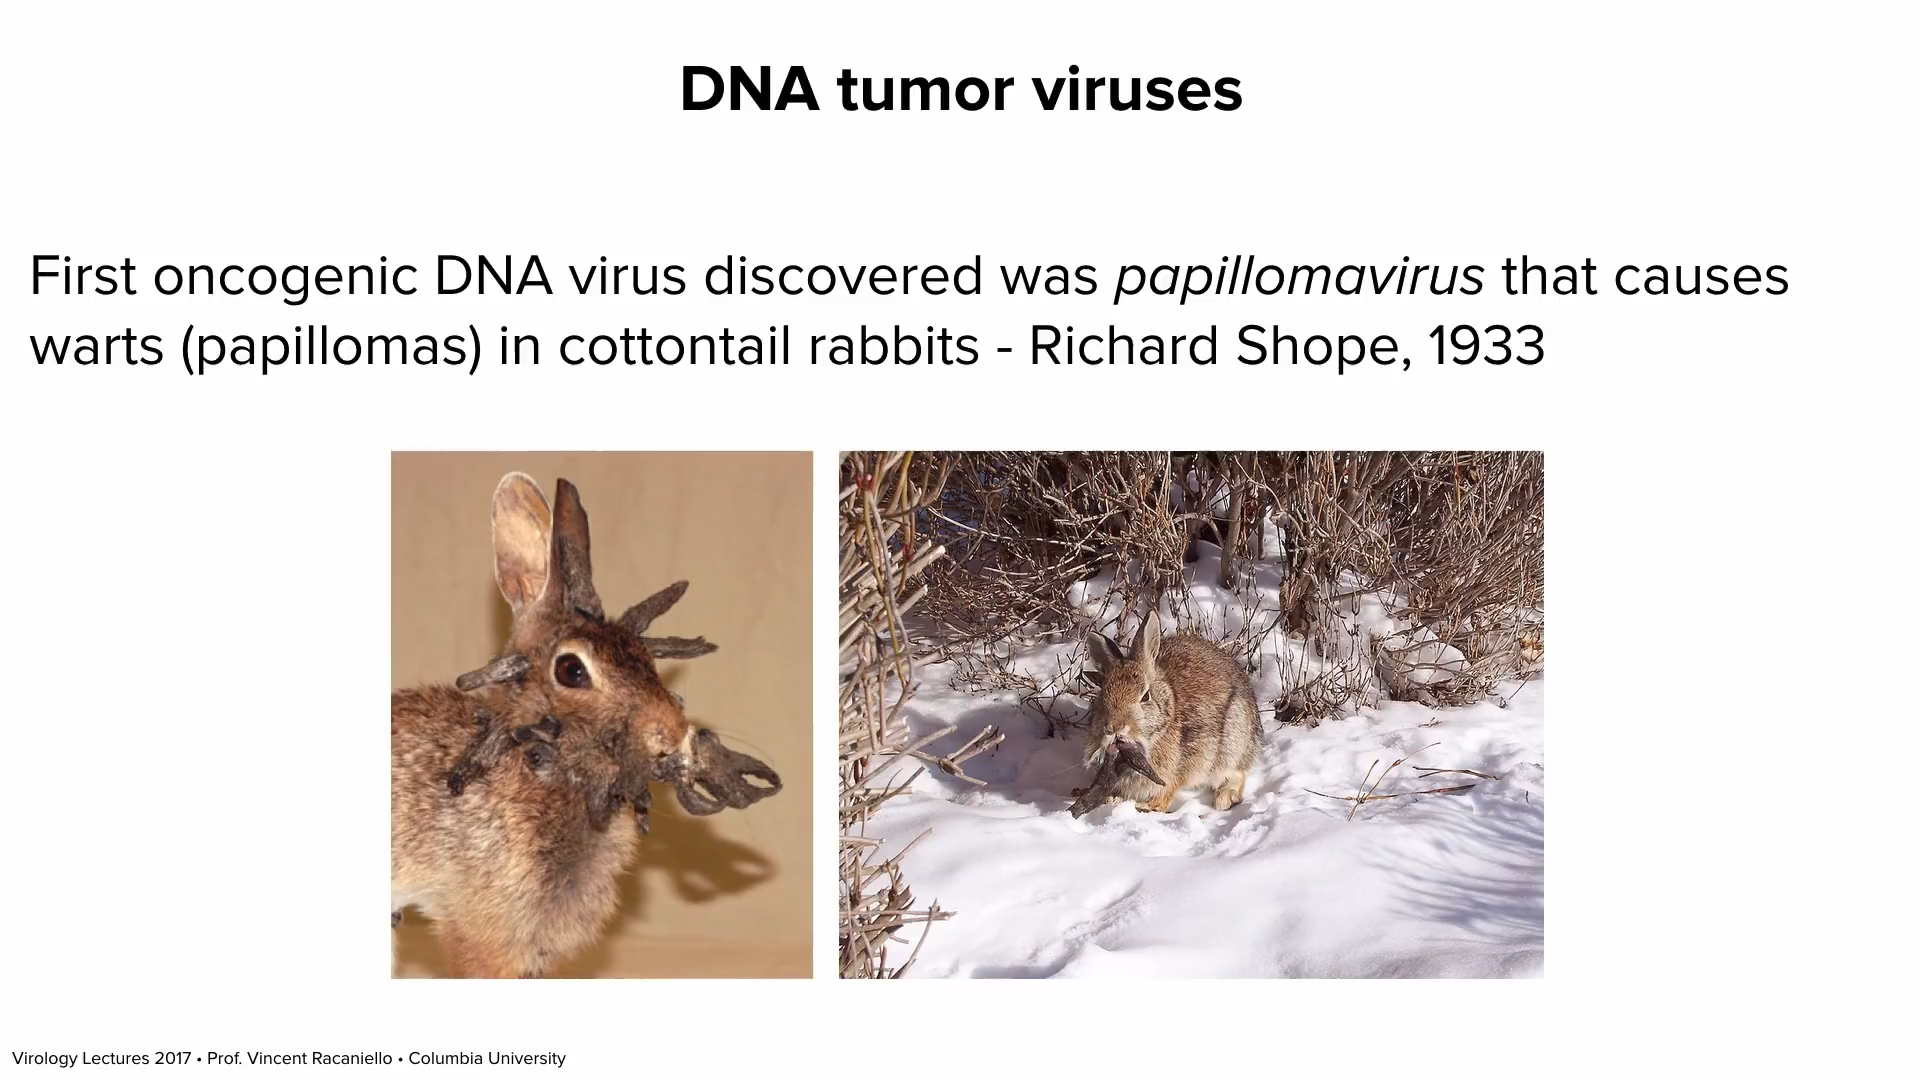 DNA tumor viruses
First oncogenic DNA virus discovered was papillomavirus that causes
warts (papillomas) in cottontail rabbits - Richard Shope, 1933
Virology Lectures 2017 • Prof. Vincent Racaniello • Columbia University